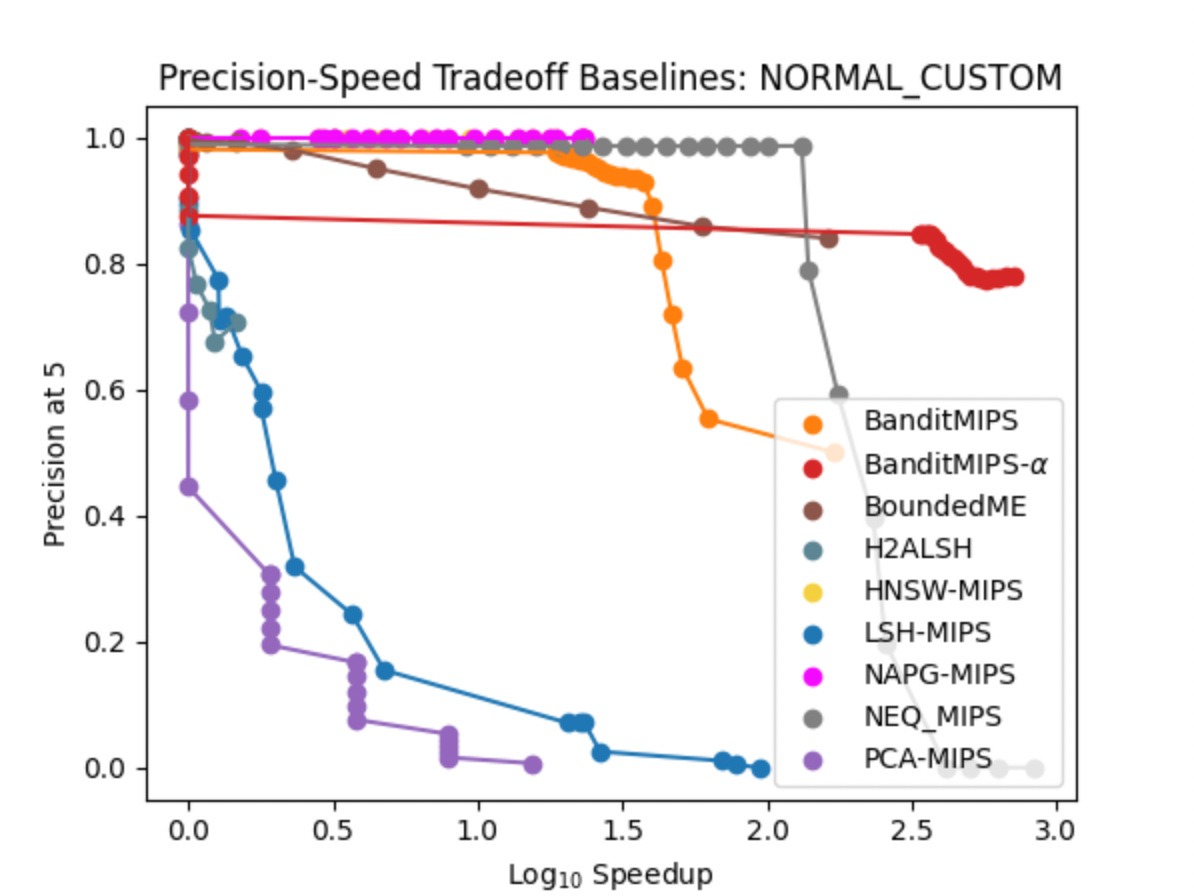 Precision-Speed Tradeoff Baselines: NORMAL_CUSTOM
1.0
0.8
0.6
0.4
0.2
0.0
Precision at 5
BanditMIPS
BanditMIPS-α
BoundedME
H2ALSH
HNSW-MIPS
LSH-MIPS
NAPG-MIPS
NEQ_MIPS
PCA-MIPS
0.0 0.5 1.0 1.5 2.0 2.5 3.0
Log₁₀ Speedup